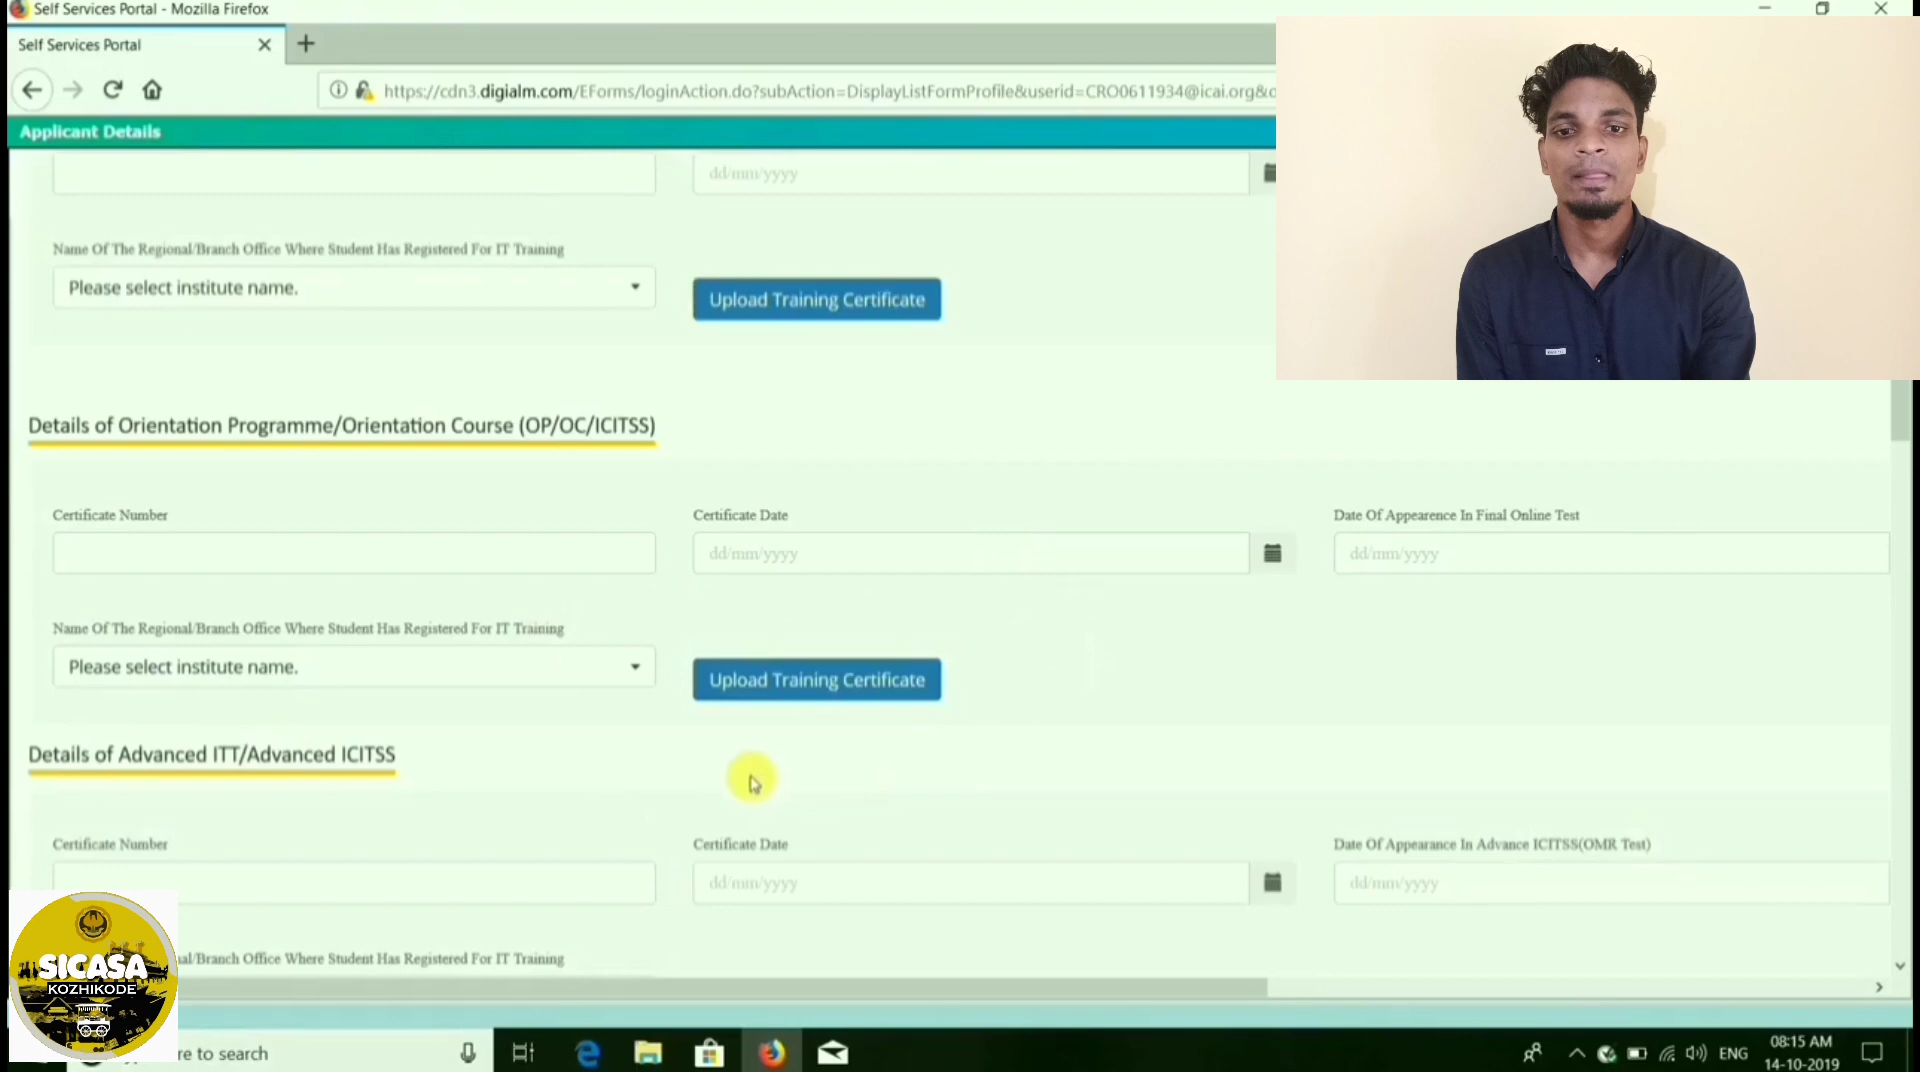 Self Services Portal - Mozilla Firefox
Self Services Portal
https://cdn3.digialm.com/EForms/loginAction.do?subAction=DisplayListFormProfile&userid=CRO0611934@icai.org&c
Applicant Details
dd/mm/yyyy
Name Of The Regional/Branch Office Where Student Has Registered For IT Training
Please select institute name.
Upload Training Certificate
Details of Orientation Programme/Orientation Course (OP/OC/ICITSS)
Certificate Number
Certificate Date
Date Of Appearence In Final Online Test
dd/mm/yyyy
dd/mm/yyyy
Name Of The Regional/Branch Office Where Student Has Registered For IT Training
Please select institute name.
Upload Training Certificate
Details of Advanced ITT/Advanced ICITSS
Certificate Number
Certificate Date
Date Of Appearance In Advance ICITSS(OMR Test)
dd/mm/yyyy
dd/mm/yyyy
al/Branch Office Where Student Has Registered For IT Training
SICASA
KOZHIKODE
re to search
ENG
08:15 AM
14-10-2019